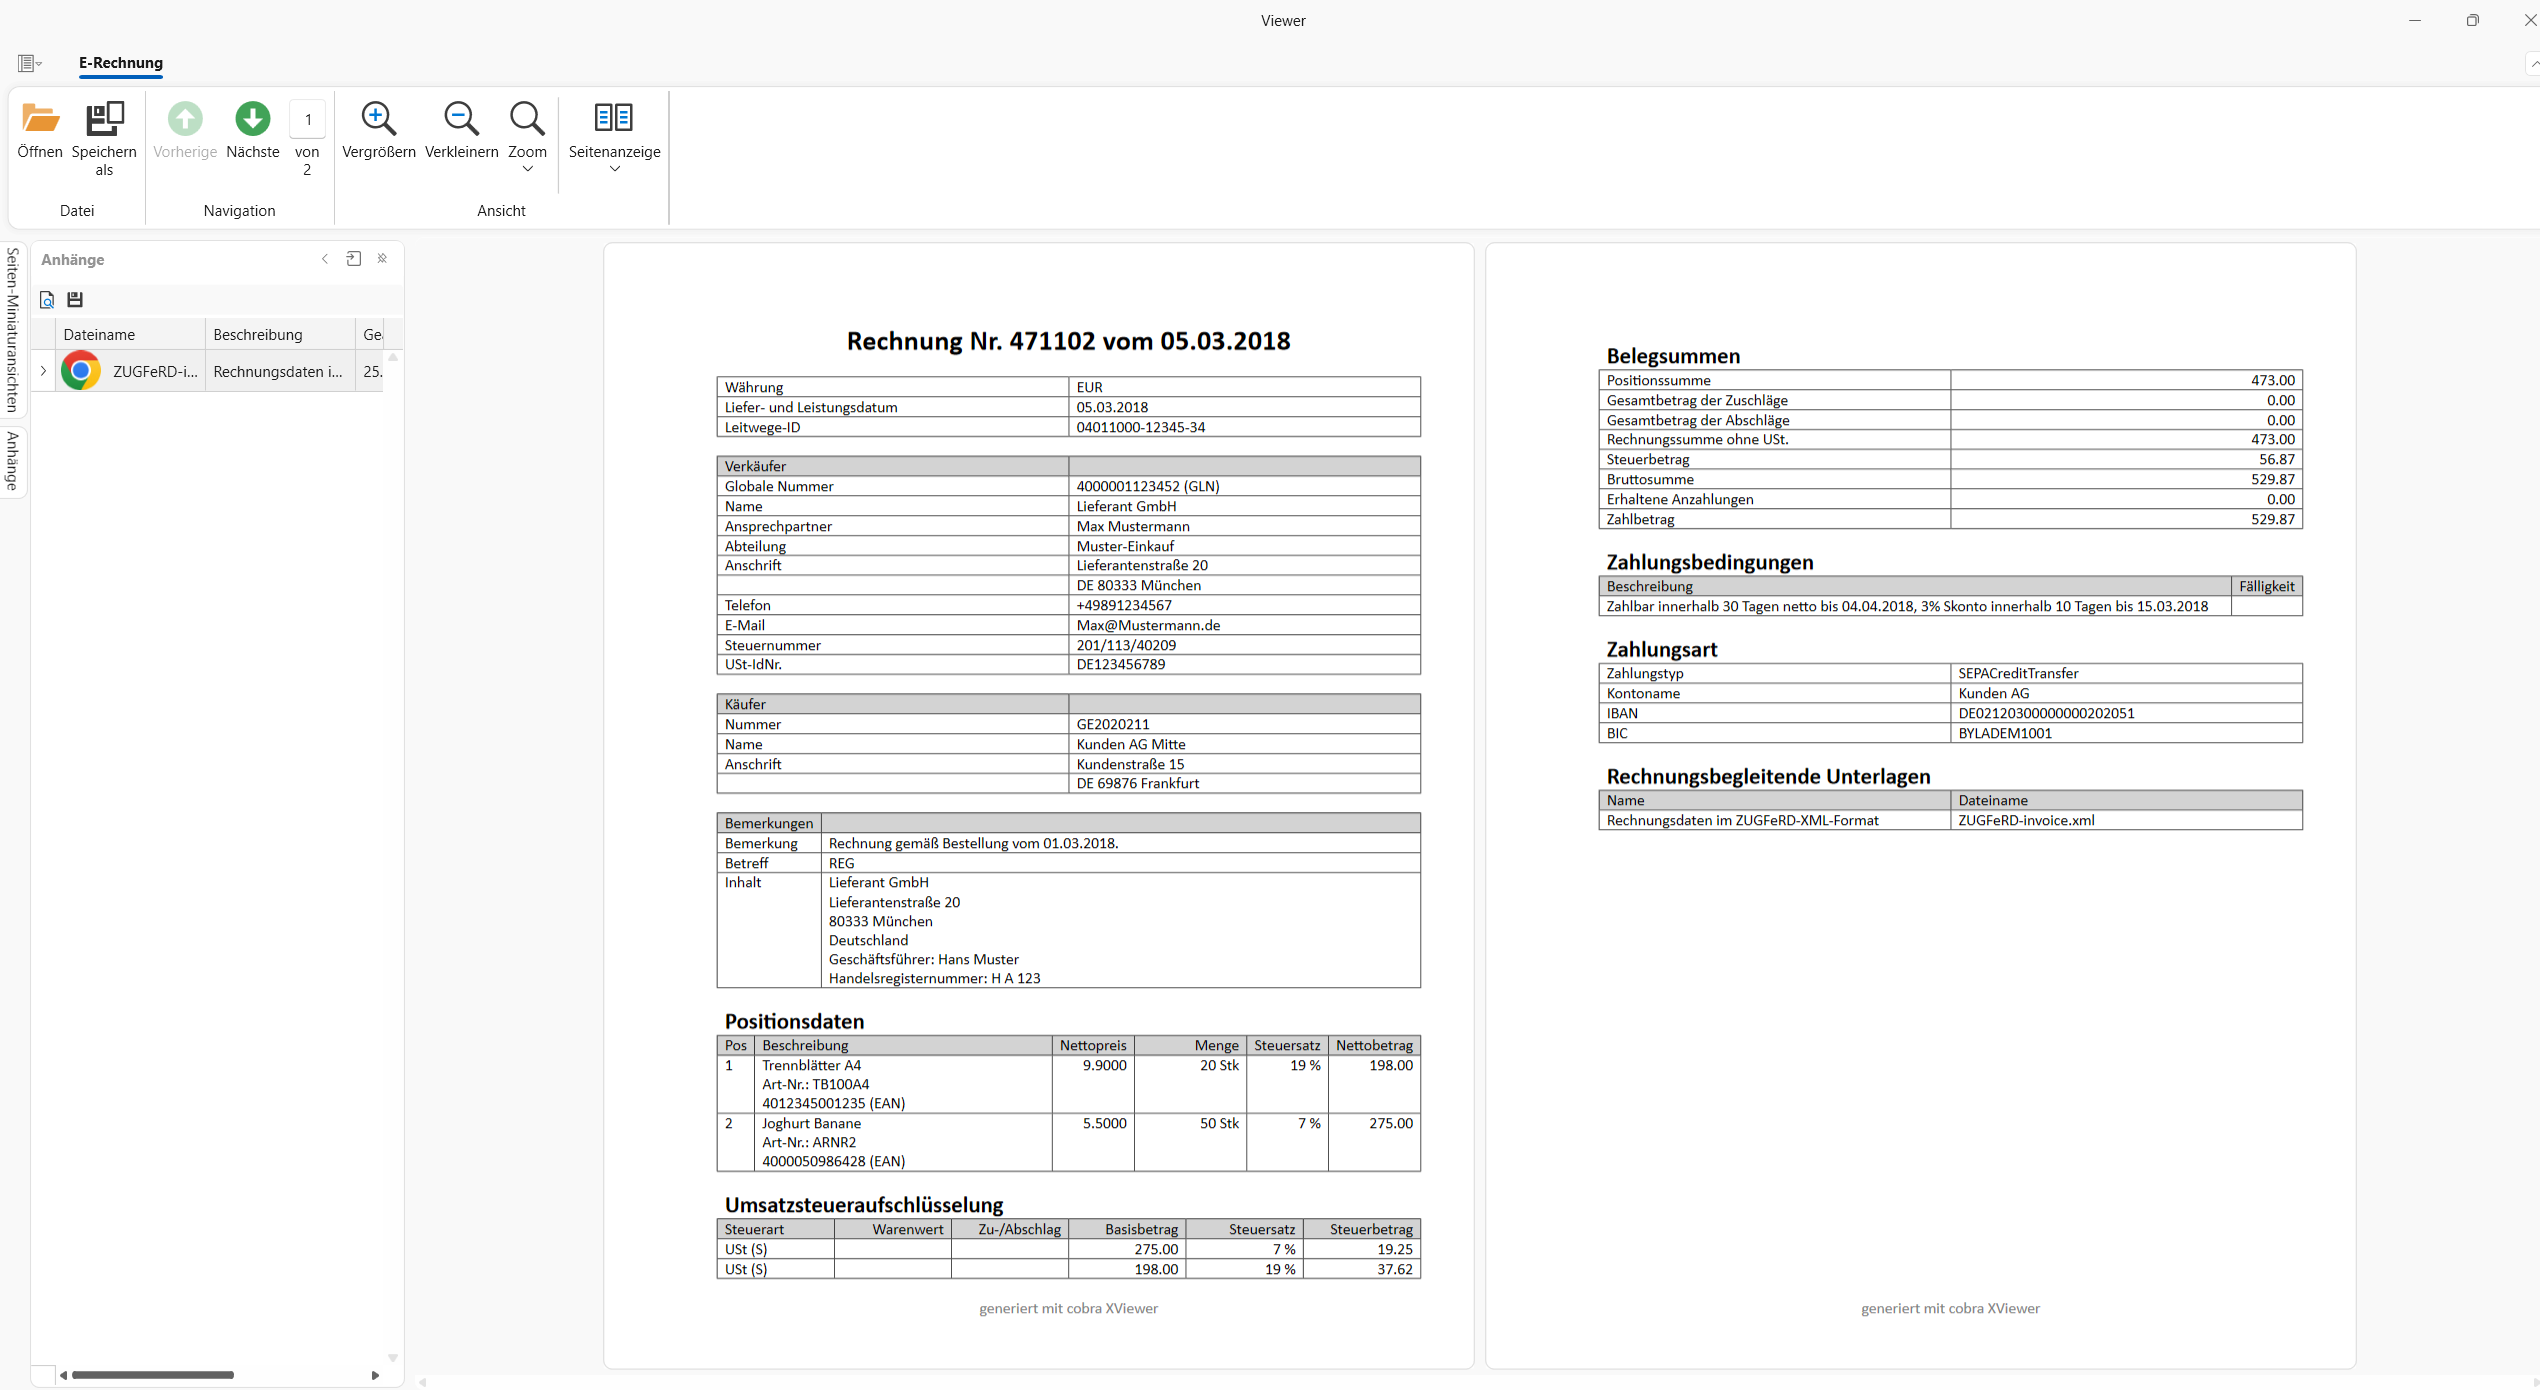 Viewer
E-Rechnung
Öffnen
Speichern als
Vorherige
Nächste
1
von 2
Vergrößern
Verkleinern
Zoom
Seitenanzeige
Datei
Navigation
Ansicht
Seiten-Miniaturansichten
Anhänge
Anhänge
Dateiname Beschreibung Ge
ZUGFeRD-i... Rechnungsdaten i... 25.
Rechnung Nr. 471102 vom 05.03.2018
Währung EUR
Liefer- und Leistungsdatum 05.03.2018
Leitwege-ID 04011000-12345-34
Verkäufer
Globale Nummer 4000001123452 (GLN)
Name Lieferant GmbH
Ansprechpartner Max Mustermann
Abteilung Muster-Einkauf
Anschrift Lieferantenstraße 20
DE 80333 München
Telefon +49891234567
E-Mail Max@Mustermann.de
Steuernummer 201/113/40209
USt-IdNr. DE123456789
Käufer
Nummer GE2020211
Name Kunden AG Mitte
Anschrift Kundenstraße 15
DE 69876 Frankfurt
Bemerkungen
Bemerkung Rechnung gemäß Bestellung vom 01.03.2018.
Betreff REG
Inhalt Lieferant GmbH
Lieferantenstraße 20
80333 München
Deutschland
Geschäftsführer: Hans Muster
Handelsregisternummer: H A 123
Positionsdaten
Pos Beschreibung Nettopreis Menge Steuersatz Nettobetrag
1 Trennblätter A4 9.9000 20 Stk 19 % 198.00
Art-Nr.: TB100A4
4012345001235 (EAN)
2 Joghurt Banane 5.5000 50 Stk 7 % 275.00
Art-Nr.: ARNR2
4000050986428 (EAN)
Umsatzsteueraufschlüsselung
Steuerart Warenwert Zu-/Abschlag Basisbetrag Steuersatz Steuerbetrag
USt (S) 275.00 7 % 19.25
USt (S) 198.00 19 % 37.62
generiert mit cobra XViewer
Belegsummen
Positionssumme 473.00
Gesamtbetrag der Zuschläge 0.00
Gesamtbetrag der Abschläge 0.00
Rechnungssumme ohne USt. 473.00
Steuerbetrag 56.87
Bruttosumme 529.87
Erhaltene Anzahlungen 0.00
Zahlbetrag 529.87
Zahlungsbedingungen
Beschreibung Fälligkeit
Zahlbar innerhalb 30 Tagen netto bis 04.04.2018, 3% Skonto innerhalb 10 Tagen bis 15.03.2018
Zahlungsart
Zahlungstyp SEPACreditTransfer
Kontoname Kunden AG
IBAN DE02120300000000202051
BIC BYLADEM1001
Rechnungsbegleitende Unterlagen
Name Dateiname
Rechnungsdaten im ZUGFeRD-XML-Format ZUGFeRD-invoice.xml
generiert mit cobra XViewer